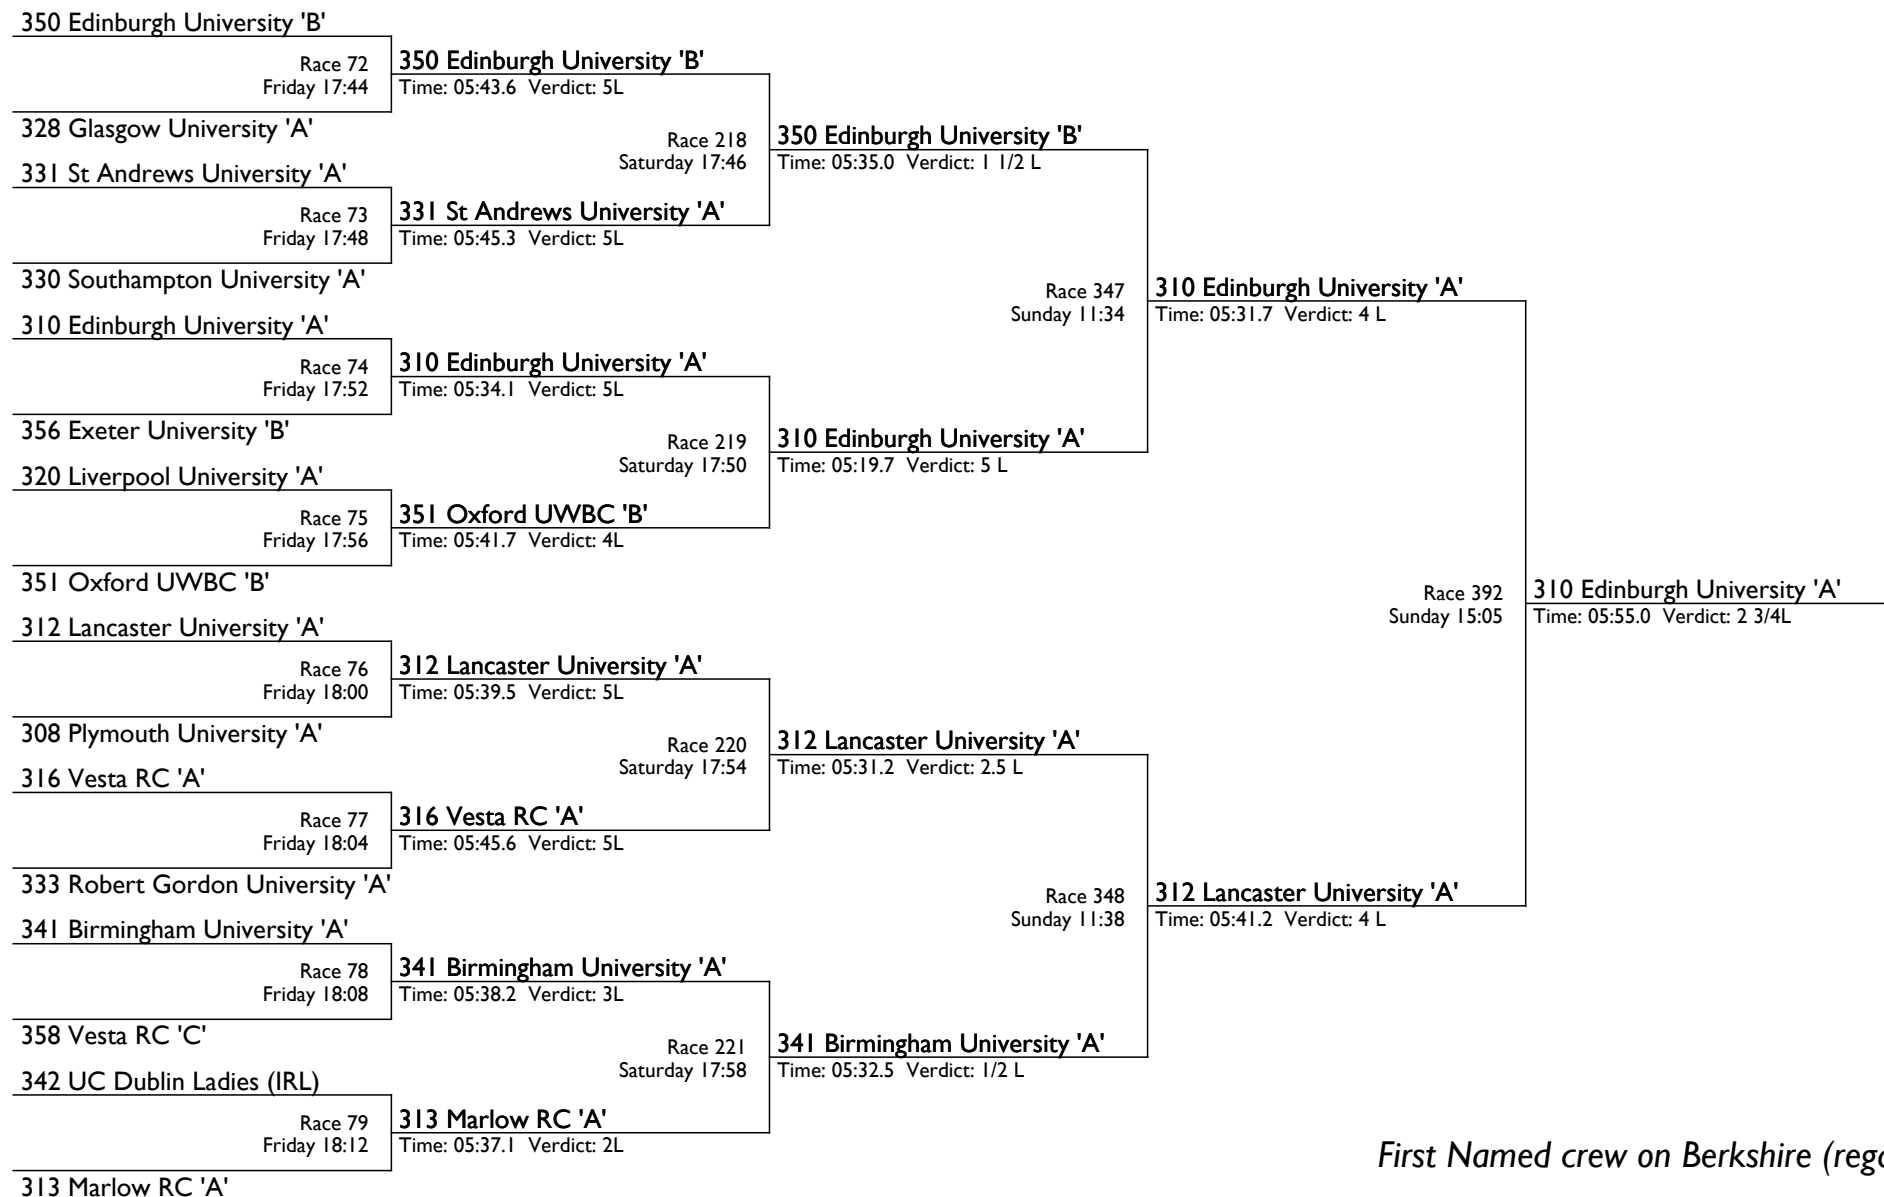 350 Edinburgh University 'B'
Race 72
Friday 17:44
328 Glasgow University 'A'
350 Edinburgh University 'B'
Time: 05:43.6 Verdict: 5L
331 St Andrews University 'A'
Race 73
Friday 17:48
330 Southampton University 'A'
331 St Andrews University 'A'
Time: 05:45.3 Verdict: 5L
Race 218
Saturday 17:46
350 Edinburgh University 'B'
Time: 05:35.0 Verdict: 1 1/2 L
310 Edinburgh University 'A'
Race 74
Friday 17:52
356 Exeter University 'B'
310 Edinburgh University 'A'
Time: 05:34.1 Verdict: 5L
320 Liverpool University 'A'
Race 75
Friday 17:56
351 Oxford UWBC 'B'
351 Oxford UWBC 'B'
Time: 05:41.7 Verdict: 4L
Race 219
Saturday 17:50
310 Edinburgh University 'A'
Time: 05:19.7 Verdict: 5 L
Race 347
Sunday 11:34
310 Edinburgh University 'A'
Time: 05:31.7 Verdict: 4 L
312 Lancaster University 'A'
Race 76
Friday 18:00
308 Plymouth University 'A'
312 Lancaster University 'A'
Time: 05:39.5 Verdict: 5L
316 Vesta RC 'A'
Race 77
Friday 18:04
333 Robert Gordon University 'A'
316 Vesta RC 'A'
Time: 05:45.6 Verdict: 5L
Race 220
Saturday 17:54
312 Lancaster University 'A'
Time: 05:31.2 Verdict: 2.5 L
341 Birmingham University 'A'
Race 78
Friday 18:08
358 Vesta RC 'C'
341 Birmingham University 'A'
Time: 05:38.2 Verdict: 3L
342 UC Dublin Ladies (IRL)
Race 79
Friday 18:12
313 Marlow RC 'A'
313 Marlow RC 'A'
Time: 05:37.1 Verdict: 2L
Race 221
Saturday 17:58
341 Birmingham University 'A'
Time: 05:32.5 Verdict: 1/2 L
Race 348
Sunday 11:38
312 Lancaster University 'A'
Time: 05:41.2 Verdict: 4 L
Race 392
Sunday 15:05
310 Edinburgh University 'A'
Time: 05:55.0 Verdict: 2 3/4L
First Named crew on Berkshire